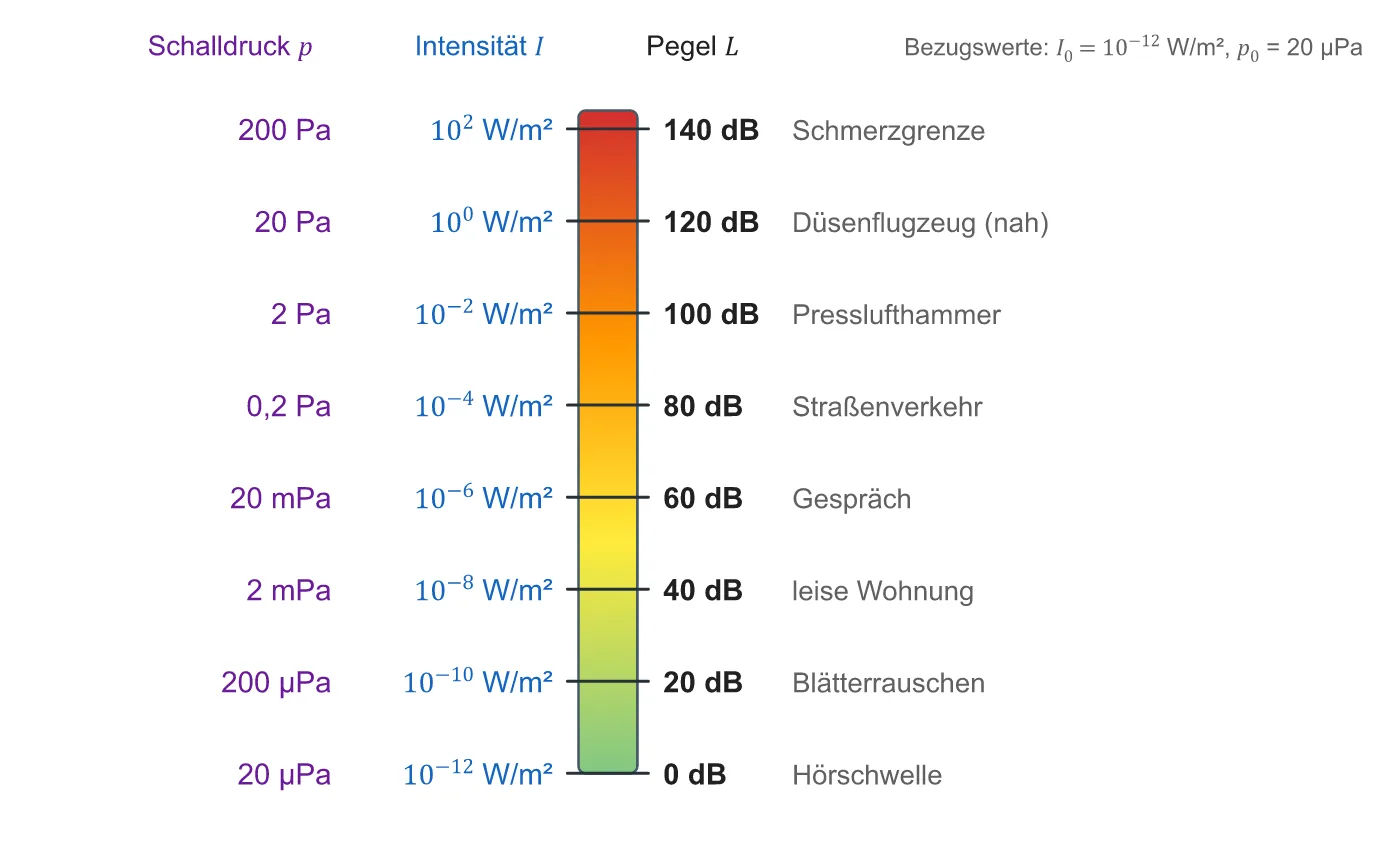 Schalldruck p Intensität I Pegel L Bezugswerte: I₀ = 10⁻¹² W/m², p₀ = 20 µPa
200 Pa 10² W/m² 140 dB Schmerzgrenze
20 Pa 10⁰ W/m² 120 dB Düsenflugzeug (nah)
2 Pa 10⁻² W/m² 100 dB Presslufthammer
0,2 Pa 10⁻⁴ W/m² 80 dB Straßenverkehr
20 mPa 10⁻⁶ W/m² 60 dB Gespräch
2 mPa 10⁻⁸ W/m² 40 dB leise Wohnung
200 µPa 10⁻¹⁰ W/m² 20 dB Blätterrauschen
20 µPa 10⁻¹² W/m² 0 dB Hörschwelle